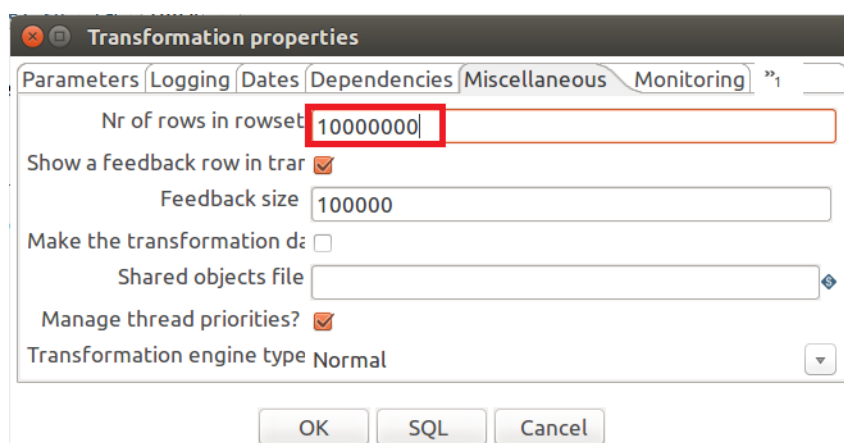 Transformation properties
Parameters Logging Dates Dependencies Miscellaneous Monitoring »1
Nr of rows in rowset 10000000
Show a feedback row in trar
Feedback size 100000
Make the transformation da
Shared objects file
Manage thread priorities?
Transformation engine type Normal
OK SQL Cancel